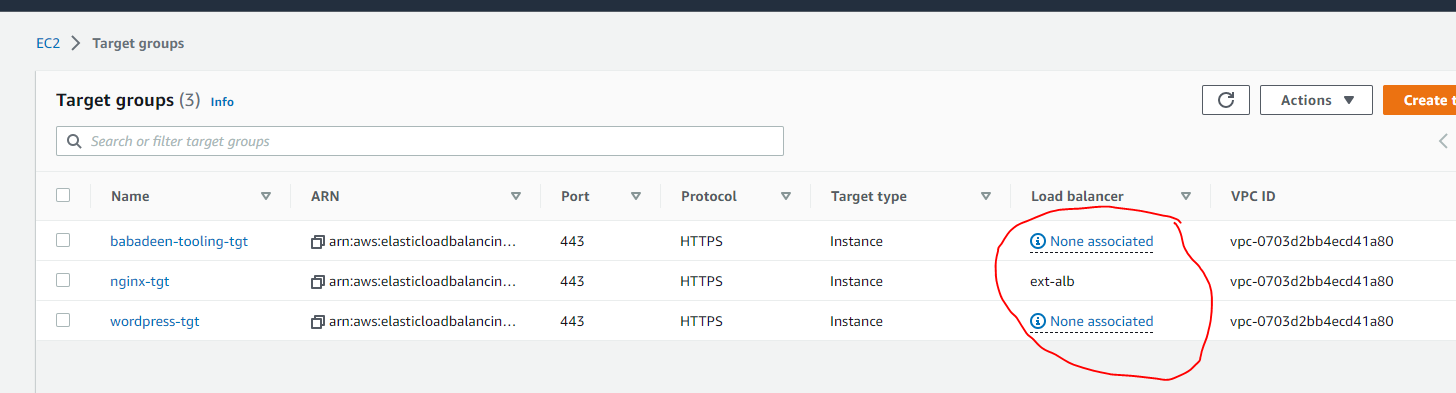 EC2 > Target groups
Target groups (3) Info
Actions
Create t
Search or filter target groups
Name ARN Port Protocol Target type Load balancer VPC ID
babadeen-tooling-tgt arn:aws:elasticloadbalancin... 443 HTTPS Instance None associated vpc-0703d2bb4ecd41a80
nginx-tgt arn:aws:elasticloadbalancin... 443 HTTPS Instance ext-alb vpc-0703d2bb4ecd41a80
wordpress-tgt arn:aws:elasticloadbalancin... 443 HTTPS Instance None associated vpc-0703d2bb4ecd41a80